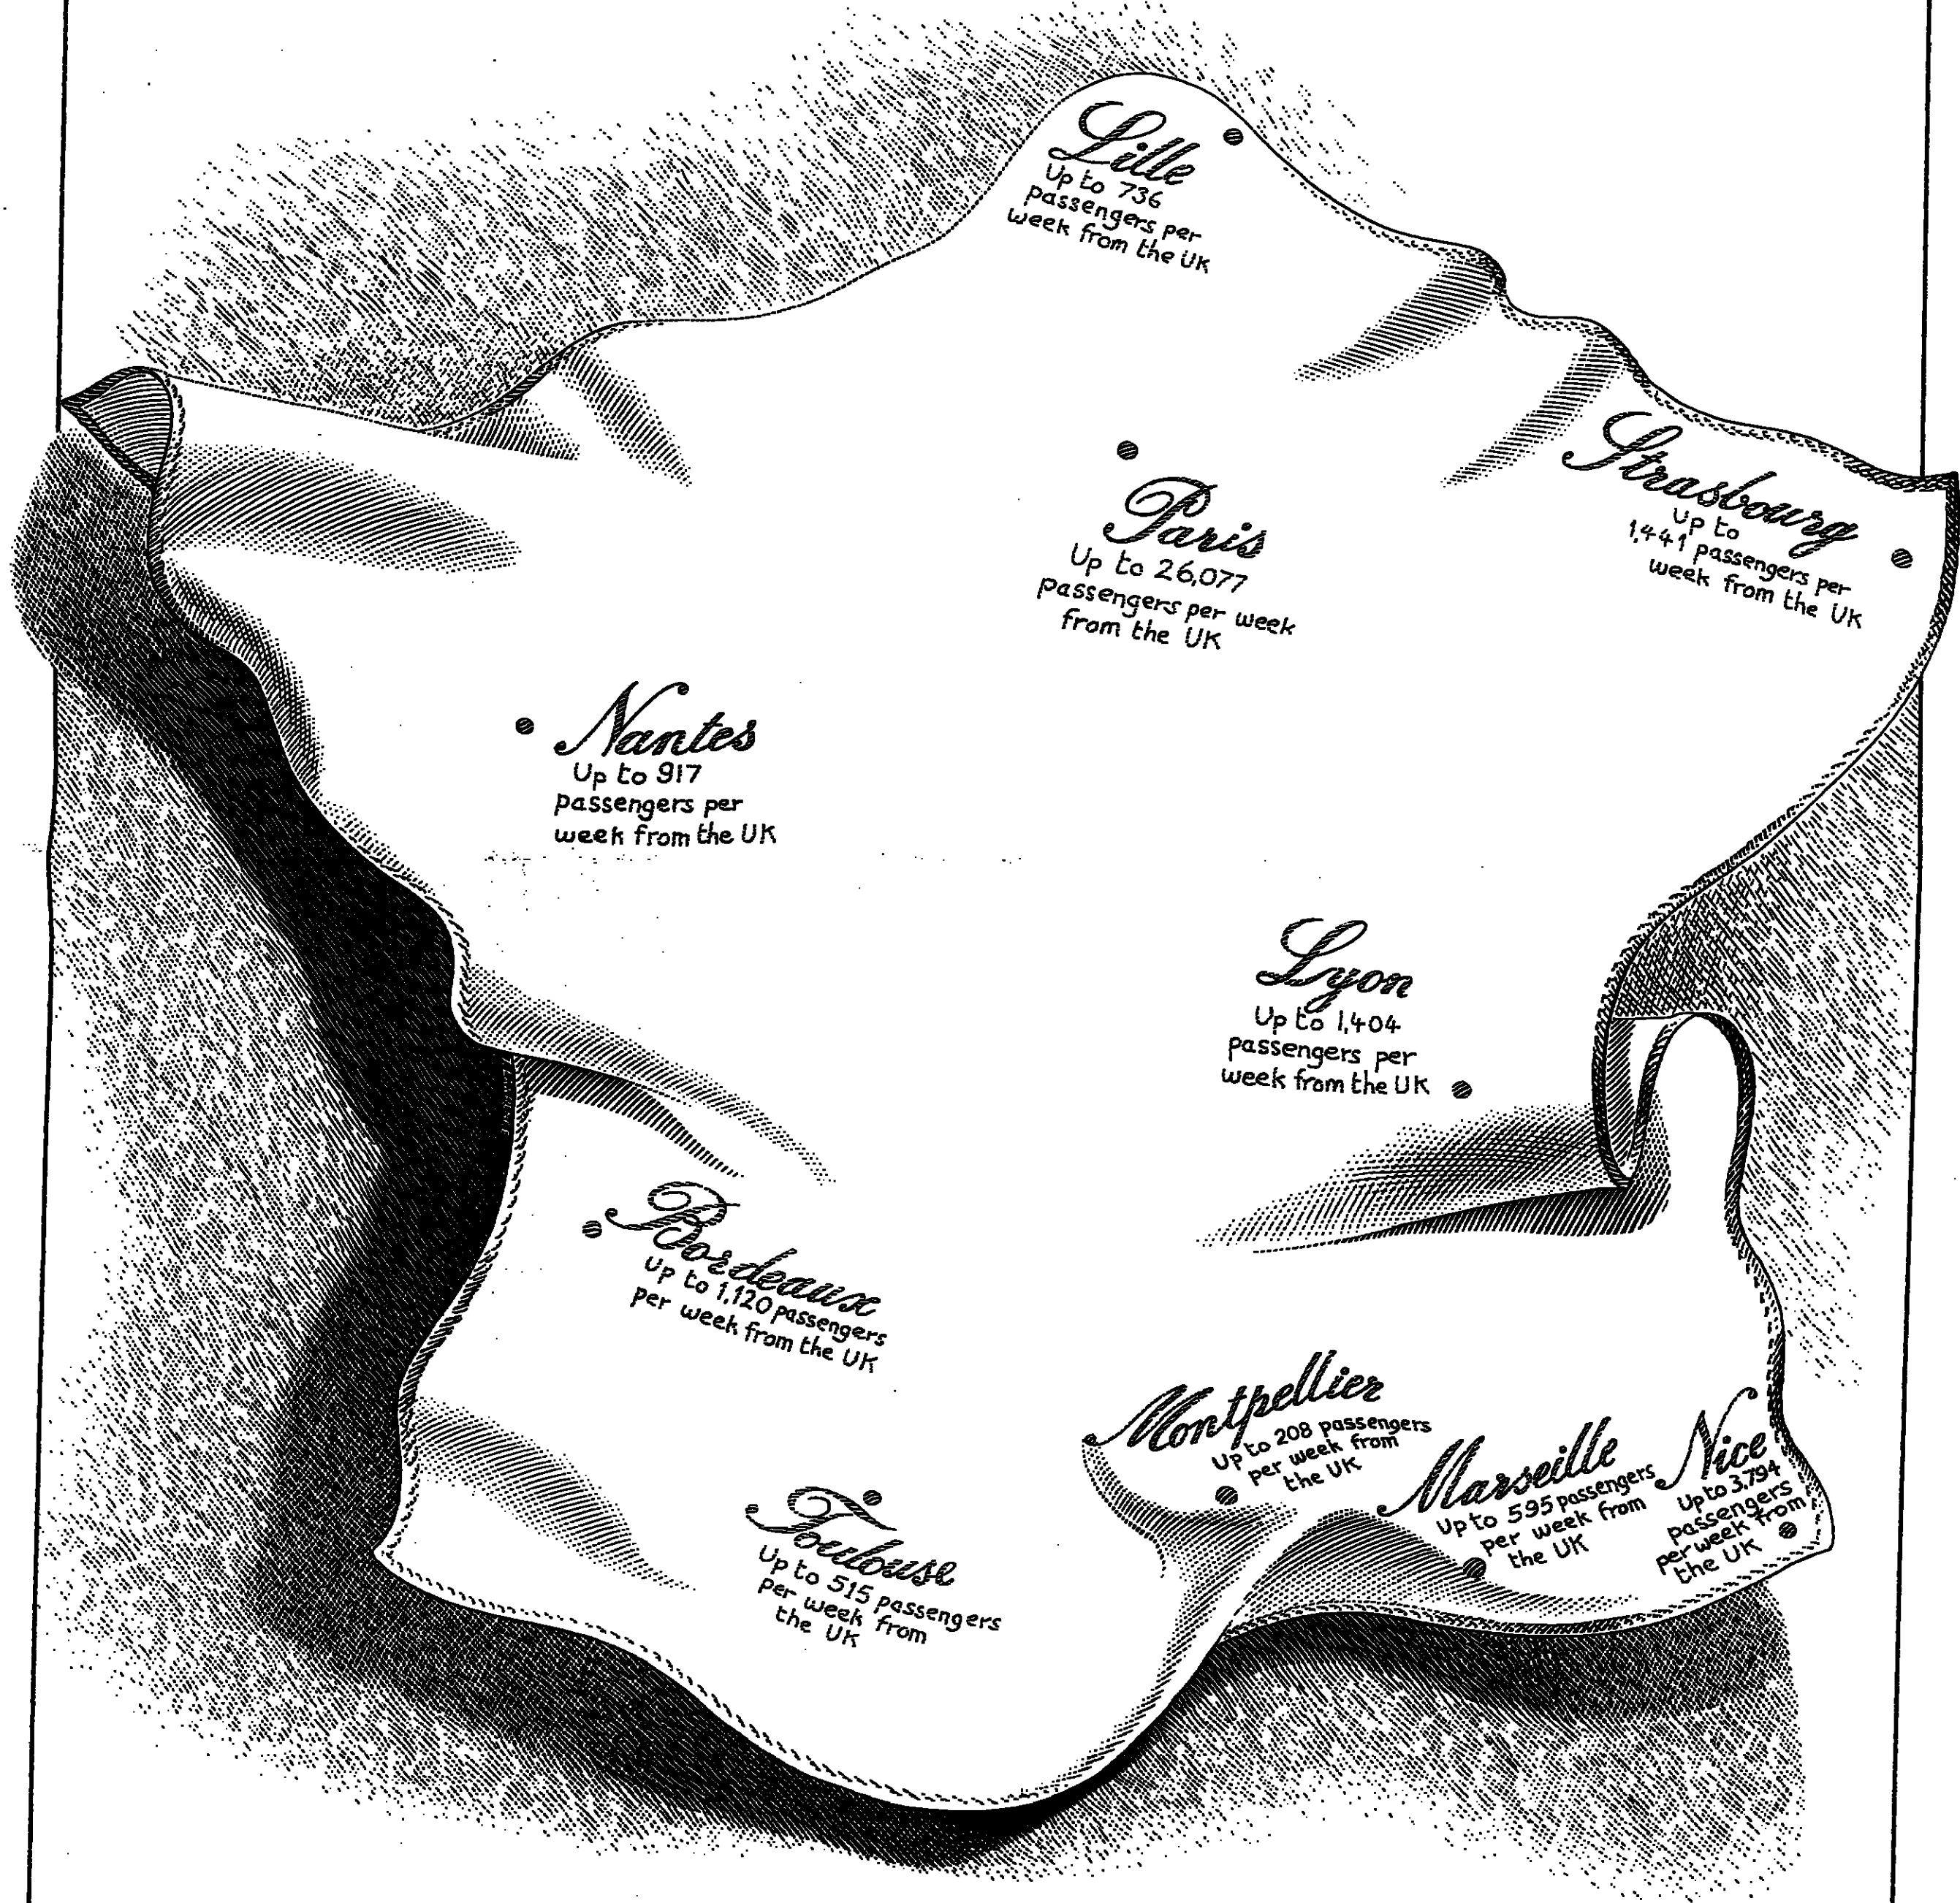 Lille
Up to 736
passengers per
week from the UK
Paris
Up to 26,077
passengers per week
from the UK
Strasbourg
Up to
1,441 passengers per
week from the UK
Nantes
Up to 917
passengers per
week from the UK
Lyon
Up to 1,404
passengers per
week from the UK
Bordeaux
Up to 1,120 passengers
per week from the UK
Montpellier
Up to 208 passengers
per week from
the UK
Marseille
Up to 595 passengers
per week from
the UK
Nice
Up to 3,794
passengers
per week from
the UK
Toulouse
Up to 515 passengers
per week from
the UK